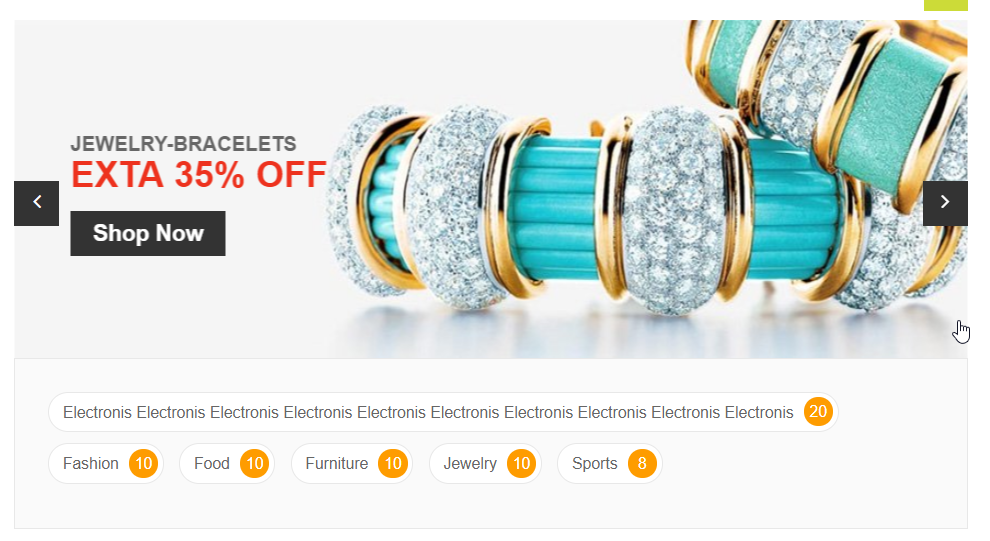 JEWELRY-BRACELETS
EXTA 35% OFF
Shop Now
Electronis Electronis Electronis Electronis Electronis Electronis Electronis Electronis Electronis Electronis 20
Fashion 10 Food 10 Furniture 10 Jewelry 10 Sports 8